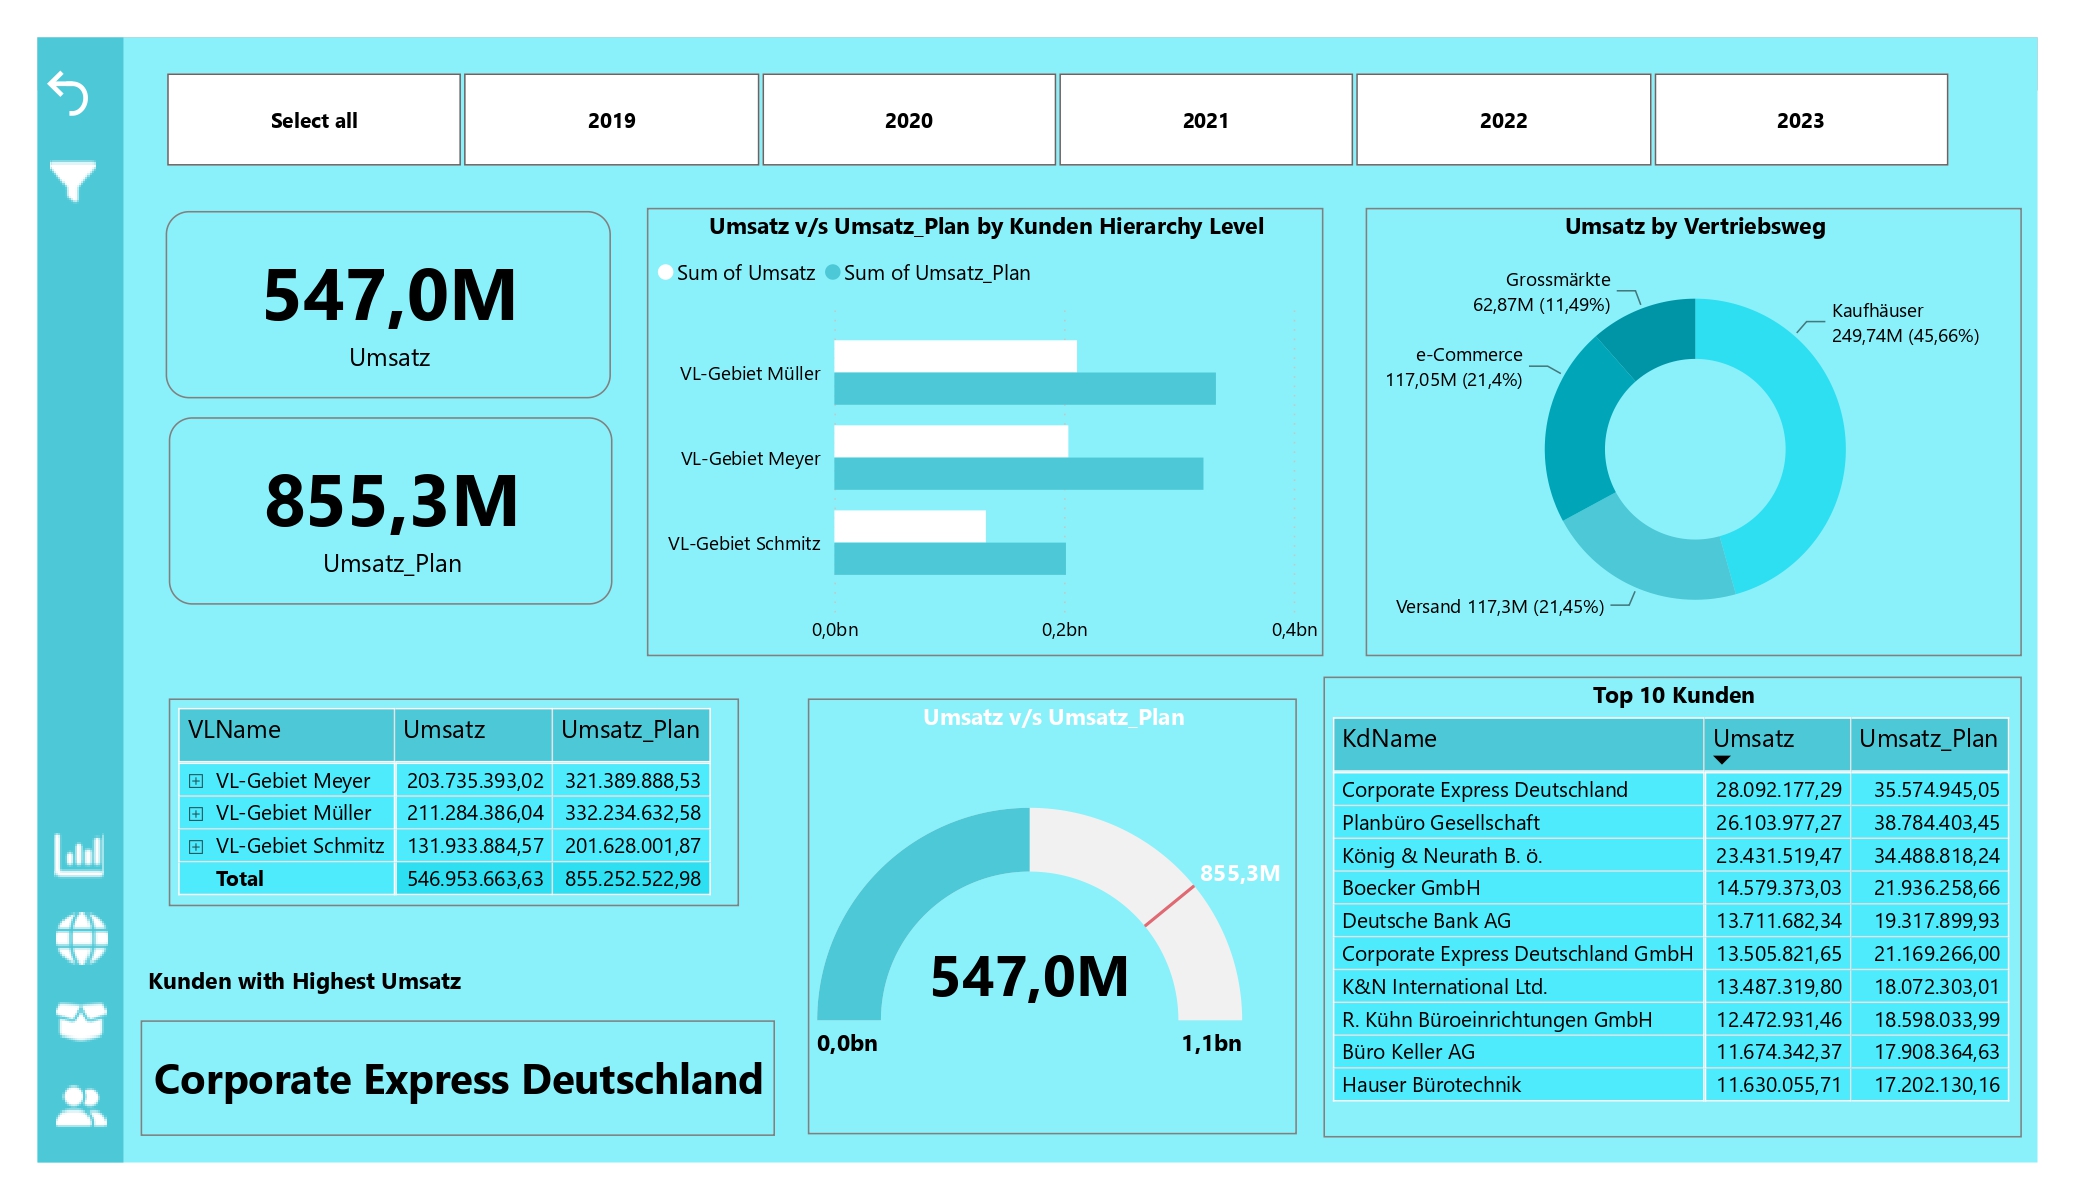 Select all
2019
2020
2021
2022
2023
547,0M
Umsatz
855,3M
Umsatz_Plan
Umsatz v/s Umsatz_Plan by Kunden Hierarchy Level
Sum of Umsatz Sum of Umsatz_Plan
VL-Gebiet Müller
VL-Gebiet Meyer
VL-Gebiet Schmitz
0,0bn 0,2bn 0,4bn
Umsatz by Vertriebsweg
Grossmärkte
62,87M (11,49%)
Kaufhäuser
249,74M (45,66%)
e-Commerce
117,05M (21,4%)
Versand 117,3M (21,45%)
VLName Umsatz Umsatz_Plan
VL-Gebiet Meyer 203.735.393,02 321.389.888,53
VL-Gebiet Müller 211.284.386,04 332.234.632,58
VL-Gebiet Schmitz 131.933.884,57 201.628.001,87
Total 546.953.663,63 855.252.522,98
Kunden with Highest Umsatz
Corporate Express Deutschland
Umsatz v/s Umsatz_Plan
855,3M
547,0M
0,0bn 1,1bn
Top 10 Kunden
KdName Umsatz Umsatz_Plan
Corporate Express Deutschland 28.092.177,29 35.574.945,05
Planbüro Gesellschaft 26.103.977,27 38.784.403,45
König & Neurath B. ö. 23.431.519,47 34.488.818,24
Boecker GmbH 14.579.373,03 21.936.258,66
Deutsche Bank AG 13.711.682,34 19.317.899,93
Corporate Express Deutschland GmbH 13.505.821,65 21.169.266,00
K&N International Ltd. 13.487.319,80 18.072.303,01
R. Kühn Büroeinrichtungen GmbH 12.472.931,46 18.598.033,99
Büro Keller AG 11.674.342,37 17.908.364,63
Hauser Bürotechnik 11.630.055,71 17.202.130,16